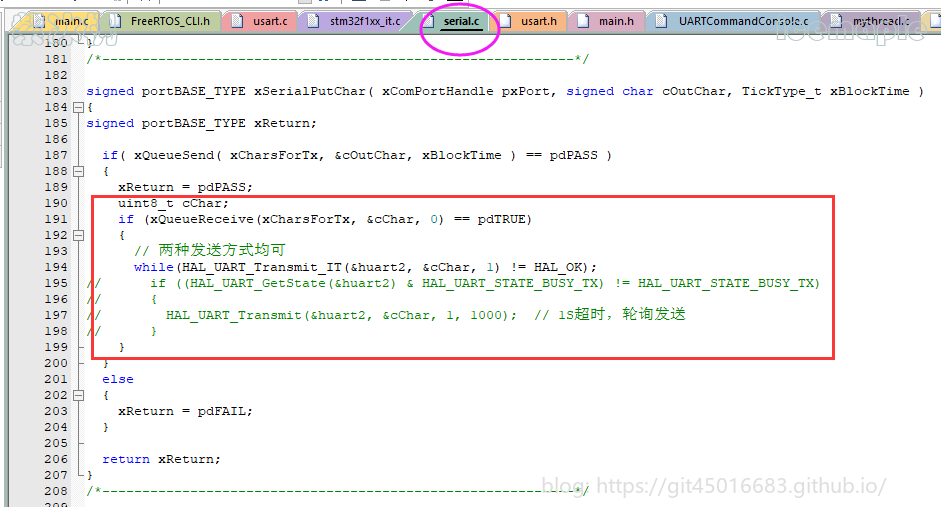 main.c FreeRTOS_CLI.h usart.c stm32f1xx_it.c serial.c usart.h main.h UARTCommandConsole.c mythread.c
180 }
181 /*-----------------------------------------------------------*/
182
183 signed portBASE_TYPE xSerialPutChar( xComPortHandle pxPort, signed char cOutChar, TickType_t xBlockTime )
184 {
185 signed portBASE_TYPE xReturn;
186
187 if( xQueueSend( xCharsForTx, &cOutChar, xBlockTime ) == pdPASS )
188 {
189 xReturn = pdPASS;
190 uint8_t cChar;
191 if (xQueueReceive(xCharsForTx, &cChar, 0) == pdTRUE)
192 {
193 // 两种发送方式均可
194 while(HAL_UART_Transmit_IT(&huart2, &cChar, 1) != HAL_OK);
195 // if ((HAL_UART_GetState(&huart2) & HAL_UART_STATE_BUSY_TX) != HAL_UART_STATE_BUSY_TX)
196 // {
197 // HAL_UART_Transmit(&huart2, &cChar, 1, 1000); // 1S超时，轮询发送
198 // }
199 }
200 }
201 else
202 {
203 xReturn = pdFAIL;
204 }
205
206 return xReturn;
207 }
208 /*-----------------------------------------------------------*/
blog: https://git45016683.github.io/
209